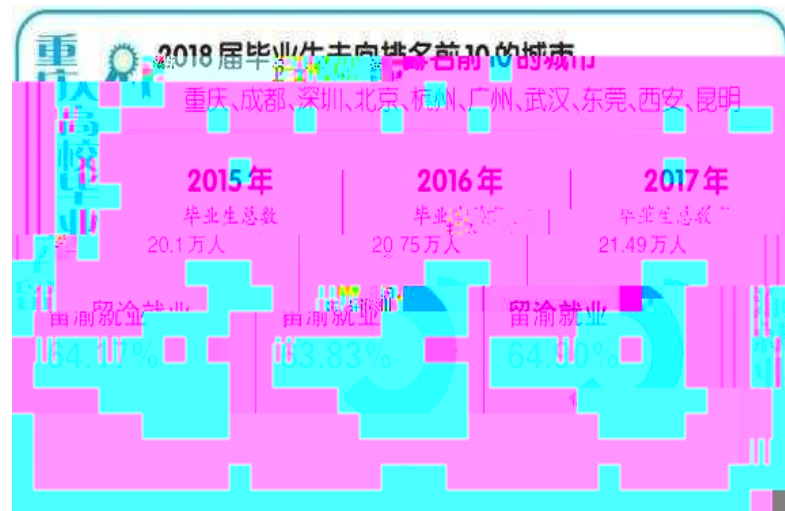 2018届毕业生去向排名前10的城市
重庆、成都、深圳、北京、杭州、广州、武汉、东莞、西安、昆明
2015年
2016年
2017年
毕业生总数
毕业
毕业生总数
20.1万人
20.75万人
21.49万人
留渝就业
留渝就业
留渝就业
64.17%
63.83%